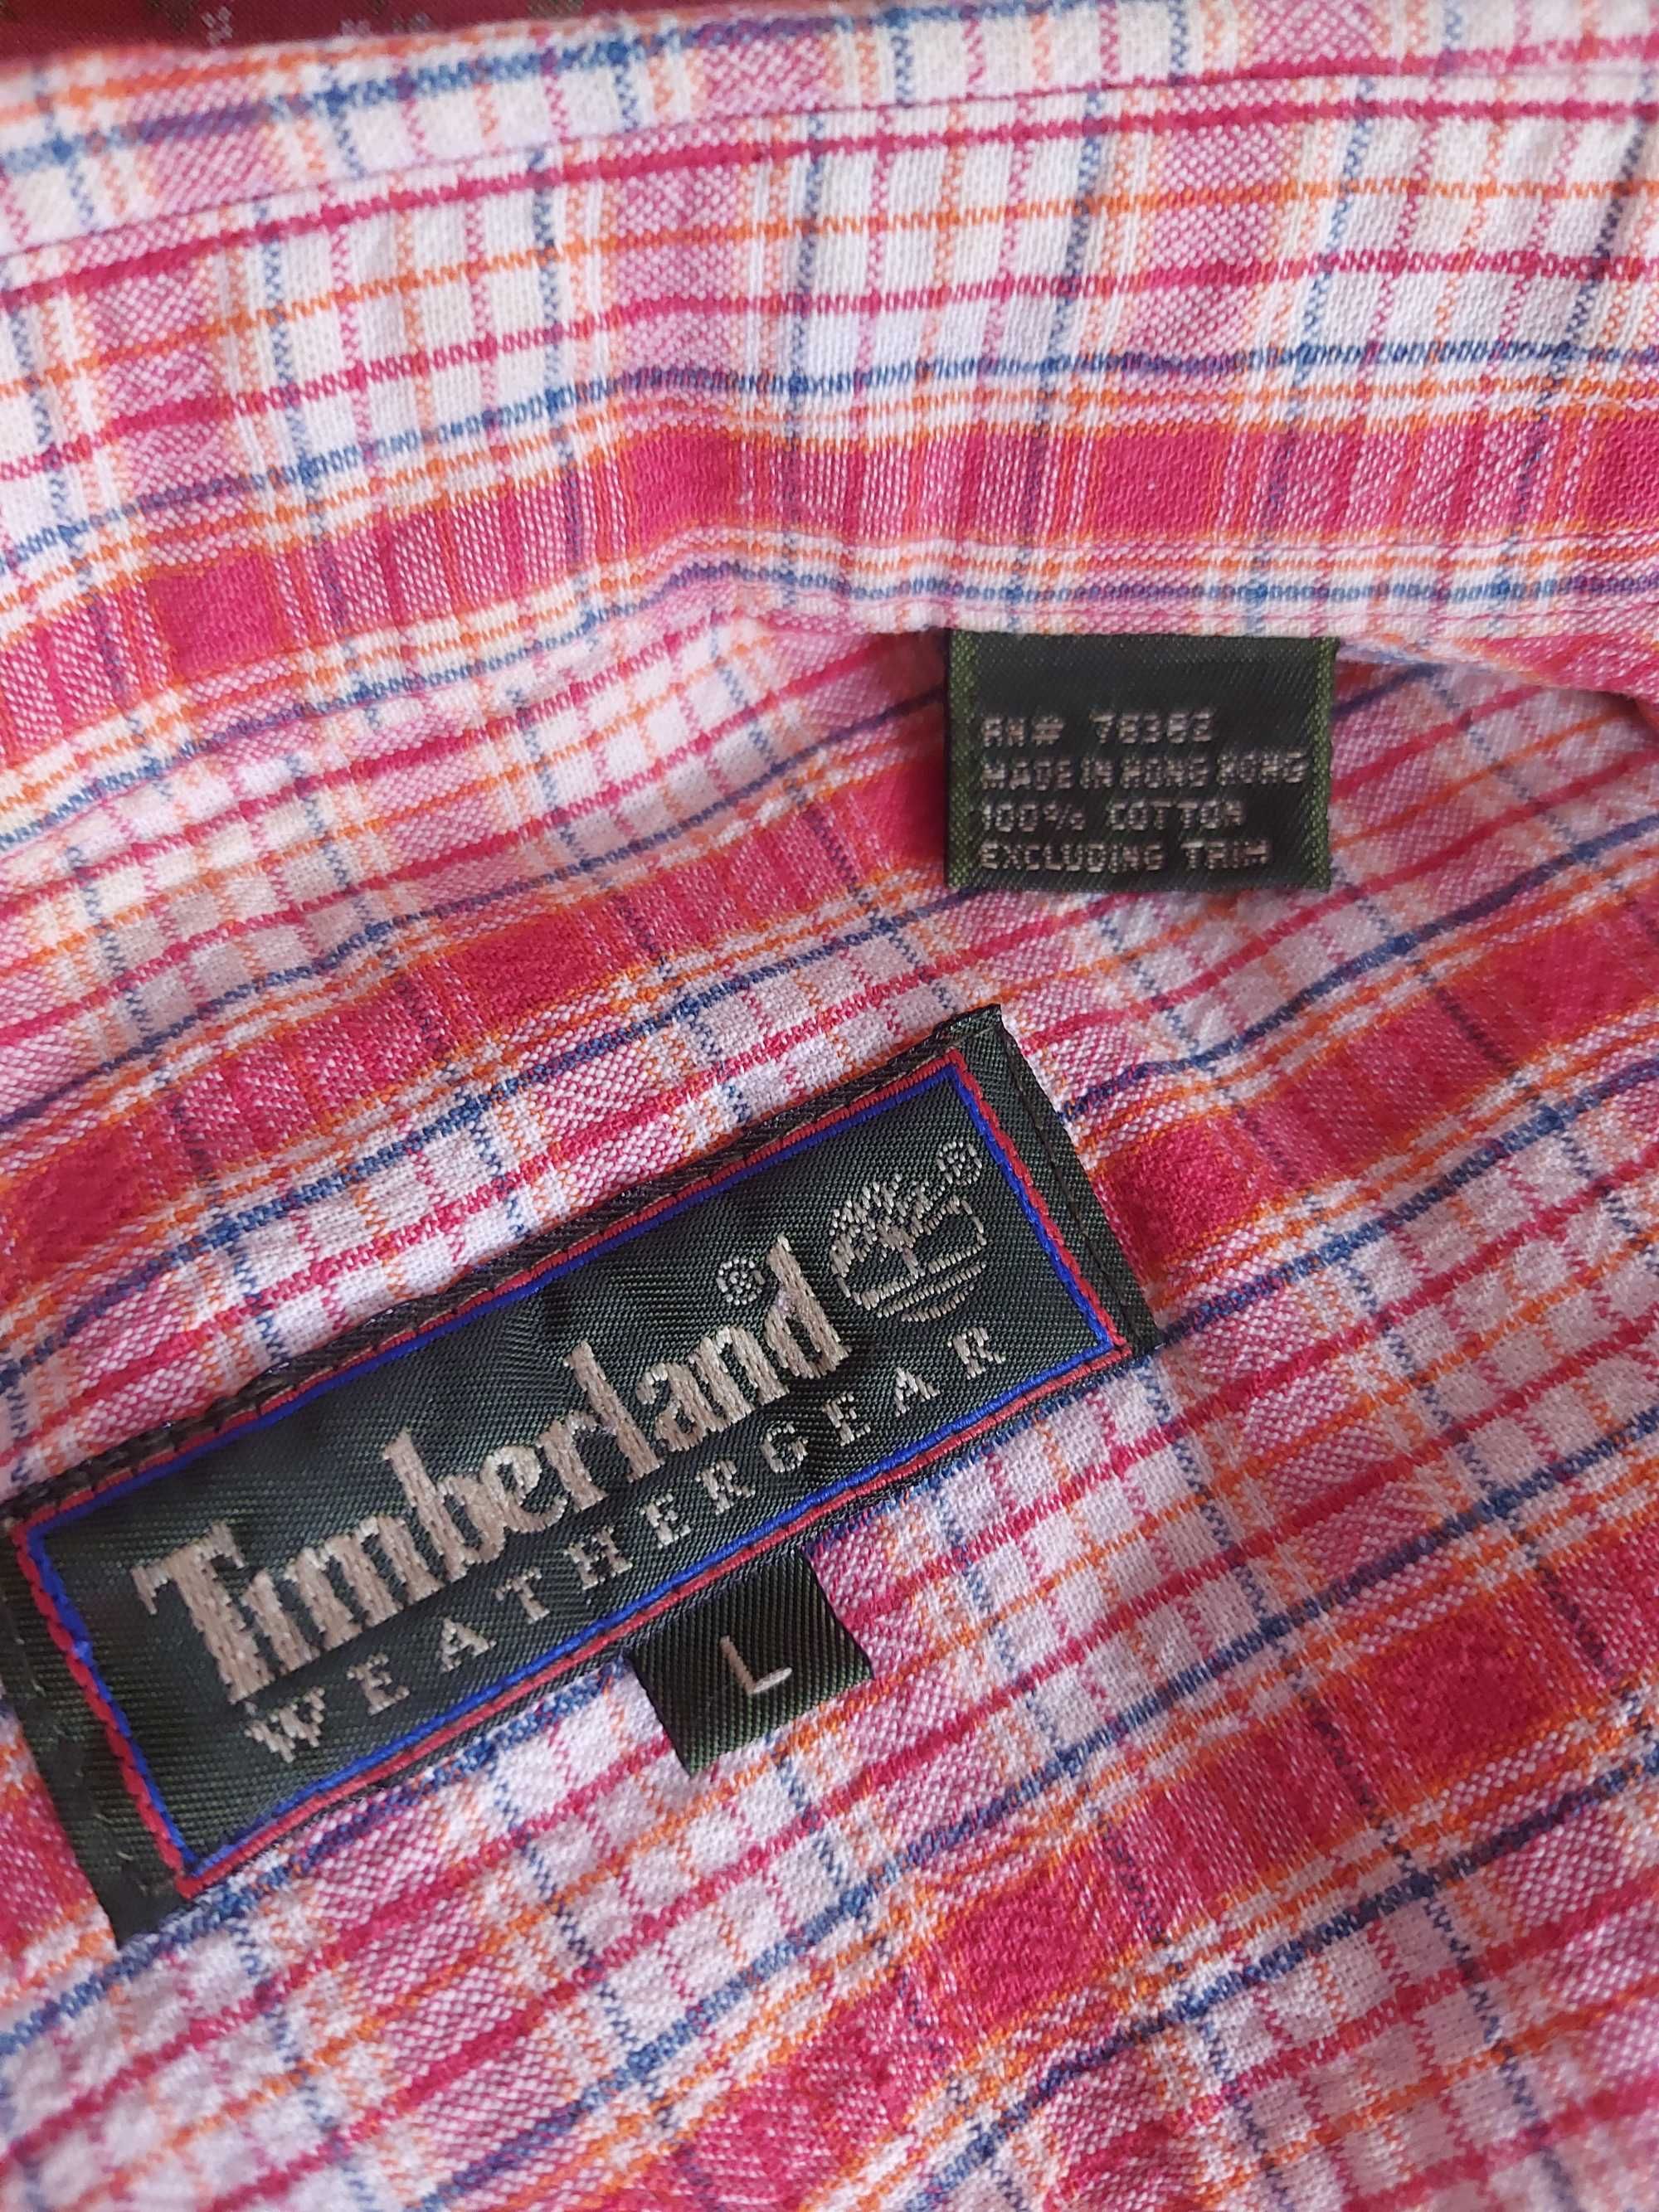 RN# 76362
MADE IN HONG KONG
100% COTTON
EXCLUDING TRIM
Timberland® ®
WEATHERGEAR
L